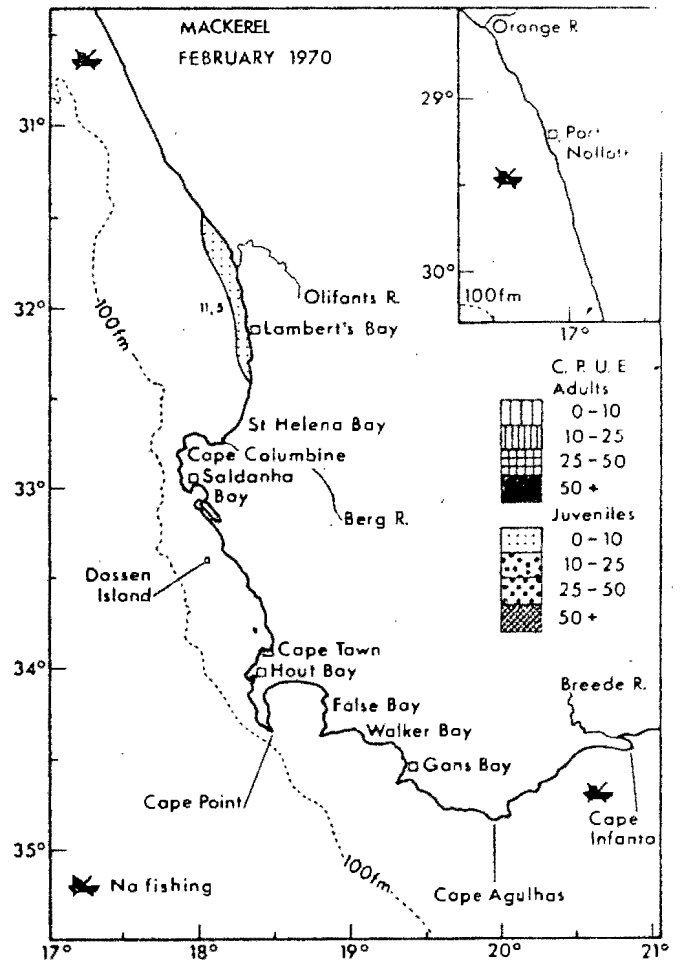 MACKEREL
FEBRUARY 1970
Orange R
29°
Port
Nolloth
30°
100fm
17°
31°
32°
33°
34°
35°
100fm
11,5
Olifants R.
Lambert's Bay
St Helena Bay
Cape Columbine
Saldanha
Bay
Berg R.
Dassen
Island
Cape Town
Hout Bay
False Bay
Walker Bay
Gans Bay
Breede R.
Cape Point
Cape
Infanta
Cape Agulhas
100fm
No fishing
C. P. U. E
Adults
0-10
10-25
25-50
50+
Juveniles
0-10
10-25
25-50
50+
17°
18°
19°
20°
21°